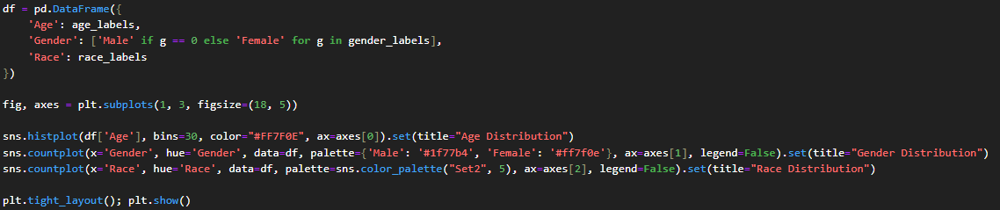 df = pd.DataFrame({
    'Age': age_labels,
    'Gender': ['Male' if g == 0 else 'Female' for g in gender_labels],
    'Race': race_labels
})

fig, axes = plt.subplots(1, 3, figsize=(18, 5))

sns.histplot(df['Age'], bins=30, color="#FF7F0E", ax=axes[0]).set(title="Age Distribution")
sns.countplot(x='Gender', hue='Gender', data=df, palette={'Male': '#1f77b4', 'Female': '#ff7f0e'}, ax=axes[1], legend=False).set(title="Gender Distribution")
sns.countplot(x='Race', hue='Race', data=df, palette=sns.color_palette("Set2", 5), ax=axes[2], legend=False).set(title="Race Distribution")

plt.tight_layout(); plt.show()